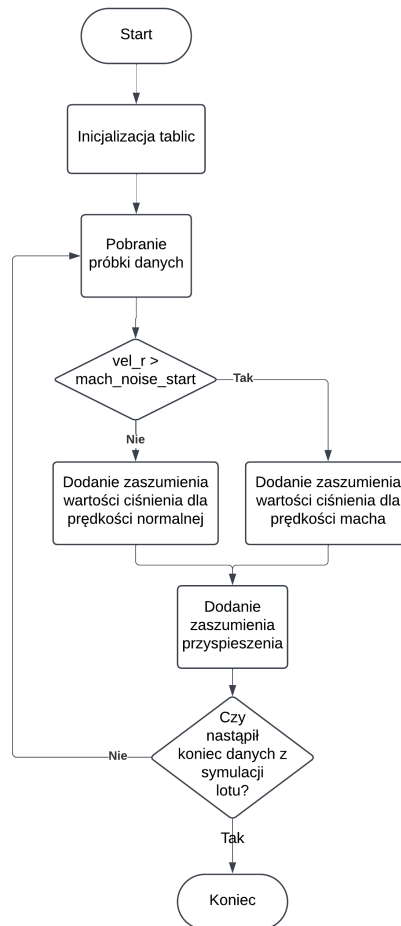 Start
Inicjalizacja tablic
Pobranie
próbki danych
vel_r >
mach_noise_start
Tak
Nie
Dodanie zaszumienia
wartości ciśnienia dla
prędkości normalnej
Dodanie zaszumienia
wartości ciśnienia dla
prędkości macha
Dodanie
zaszumienia
przyspieszenia
Czy
nastąpił
koniec danych z
symulacji
lotu?
Nie
Tak
Koniec